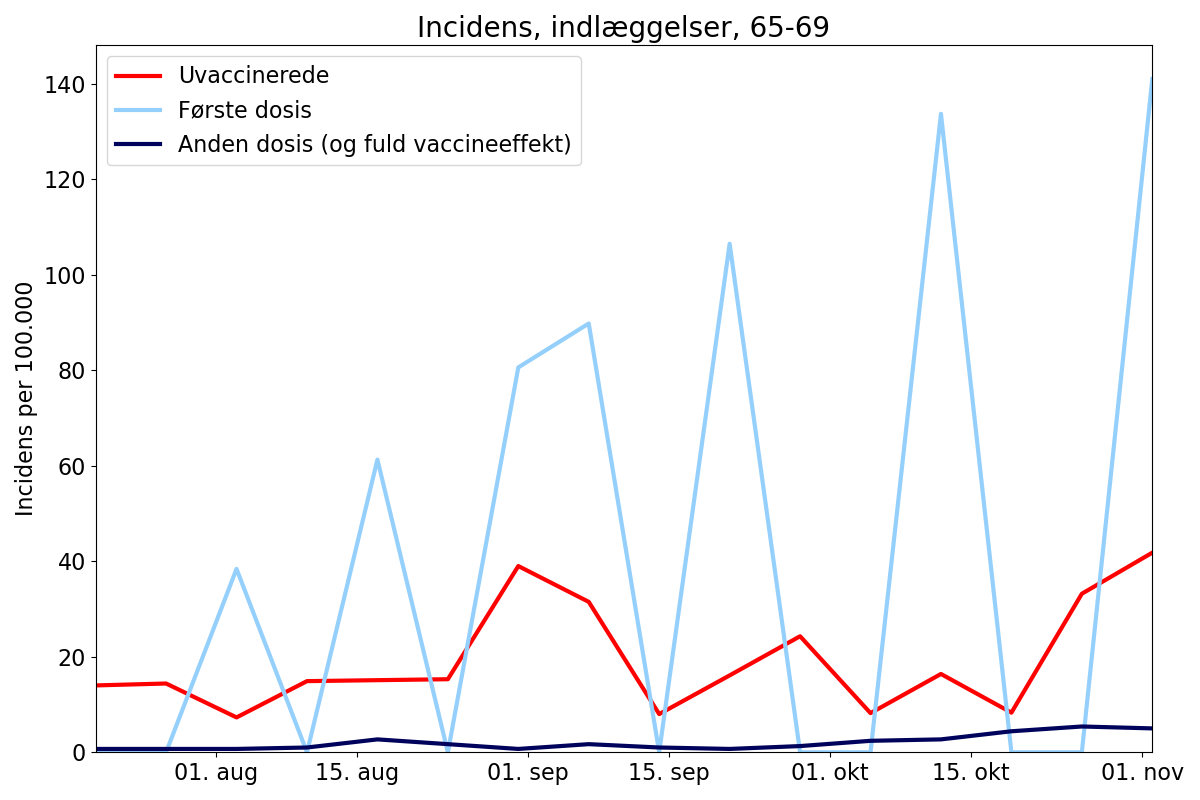 Incidens, indlæggelser, 65-69
Uvaccinerede
Første dosis
Anden dosis (og fuld vaccineeffekt)
Incidens per 100.000
140
120
100
80
60
40
20
0
01. aug
15. aug
01. sep
15. sep
01. okt
15. okt
01. nov